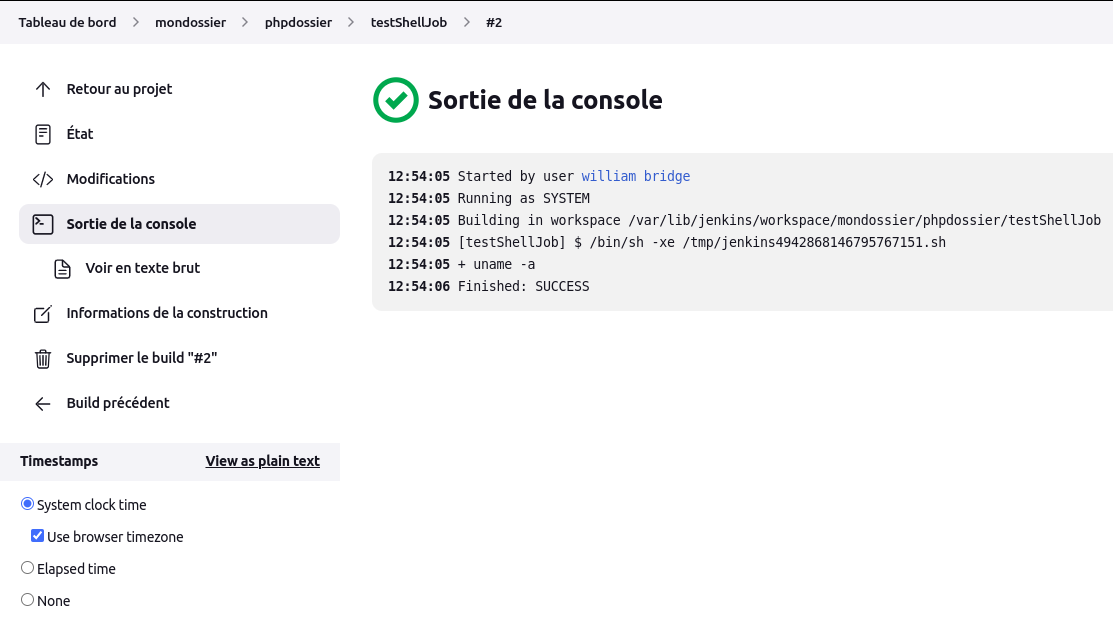 Tableau de bord > mondossier > phpdossier > testShellJob > #2
Retour au projet
État
Modifications
Sortie de la console
Voir en texte brut
Informations de la construction
Supprimer le build "#2"
Build précédent
Timestamps View as plain text
System clock time
Use browser timezone
Elapsed time
None
Sortie de la console
12:54:05 Started by user william bridge
12:54:05 Running as SYSTEM
12:54:05 Building in workspace /var/lib/jenkins/workspace/mondossier/phpdossier/testShellJob
12:54:05 [testShellJob] $ /bin/sh -xe /tmp/jenkins4942868146795767151.sh
12:54:05 + uname -a
12:54:06 Finished: SUCCESS